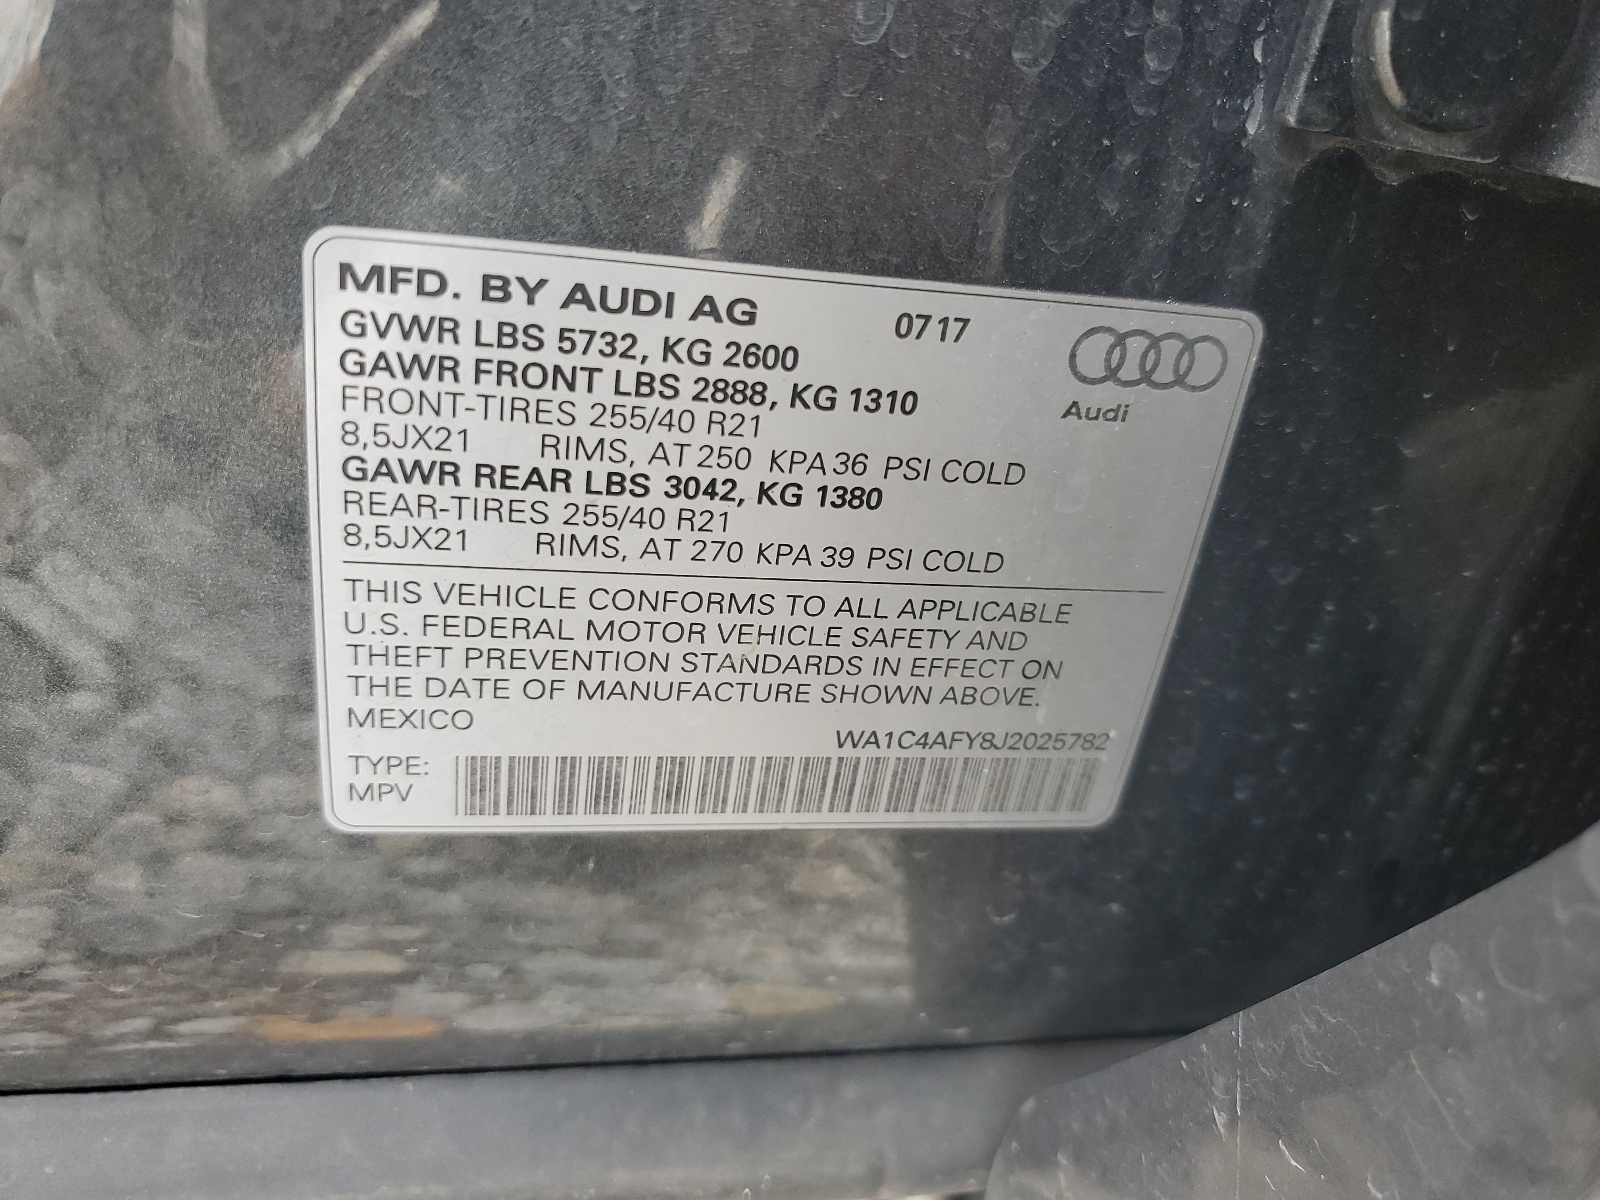 MFD. BY AUDI AG 0717
GVWR LBS 5732, KG 2600
GAWR FRONT LBS 2888, KG 1310
FRONT-TIRES 255/40 R21
Audi
8,5JX21 RIMS, AT 250 KPA 36 PSI COLD
GAWR REAR LBS 3042, KG 1380
REAR-TIRES 255/40 R21
8,5JX21 RIMS, AT 270 KPA 39 PSI COLD
THIS VEHICLE CONFORMS TO ALL APPLICABLE
U.S. FEDERAL MOTOR VEHICLE SAFETY AND
THEFT PREVENTION STANDARDS IN EFFECT ON
THE DATE OF MANUFACTURE SHOWN ABOVE.
MEXICO
WA1C4AFY8J2025782
TYPE:
MPV